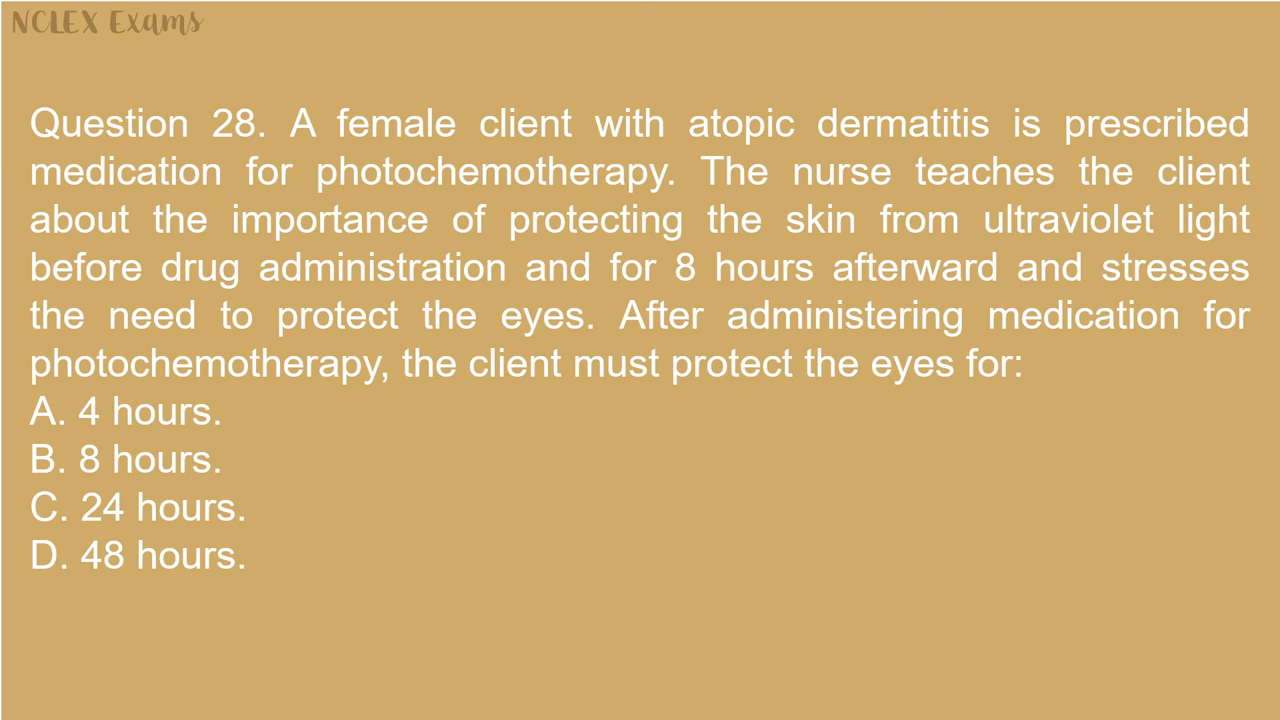 NCLEX Exams
Question 28. A female client with atopic dermatitis is prescribed
medication for photochemotherapy. The nurse teaches the client
about the importance of protecting the skin from ultraviolet light
before drug administration and for 8 hours afterward and stresses
the need to protect the eyes. After administering medication for
photochemotherapy, the client must protect the eyes for:
A. 4 hours.
B. 8 hours.
C. 24 hours.
D. 48 hours.